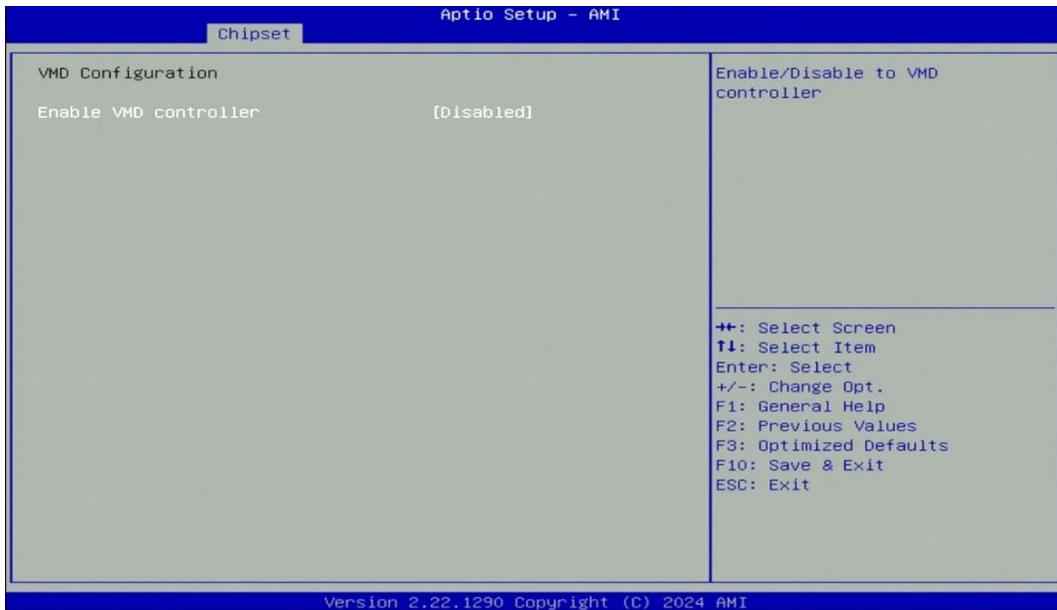 Aptio Setup - AMI
Chipset
VMD Configuration
Enable VMD controller [Disabled]
Enable/Disable to VMD
controller
→←: Select Screen
↑↓: Select Item
Enter: Select
+/-: Change Opt.
F1: General Help
F2: Previous Values
F3: Optimized Defaults
F10: Save & Exit
ESC: Exit
Version 2.22.1290 Copyright (C) 2024 AMI